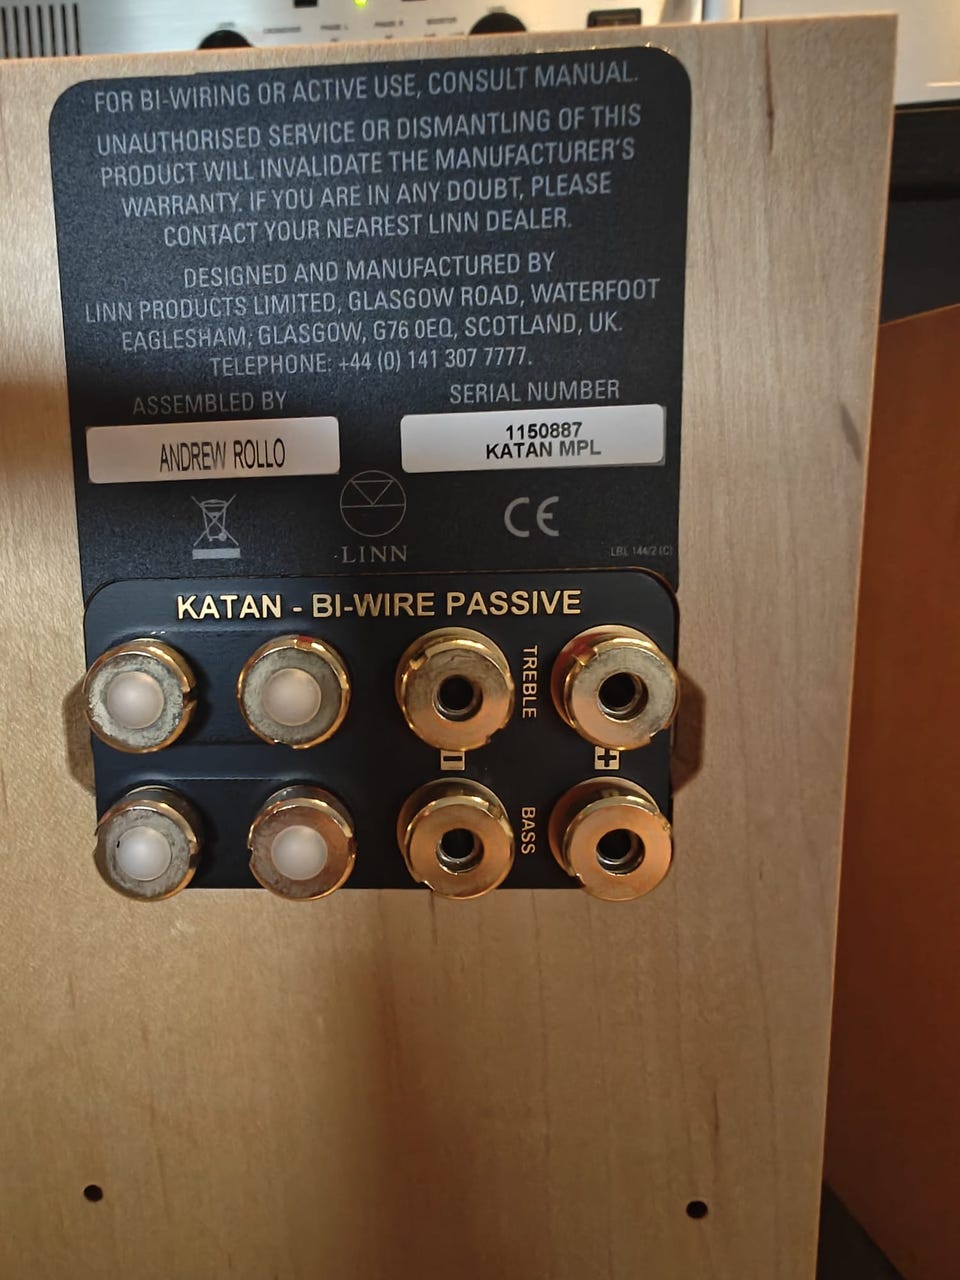 CROSSOVER PHASE L PHASE R
FOR BI-WIRING OR ACTIVE USE, CONSULT MANUAL.
UNAUTHORISED SERVICE OR DISMANTLING OF THIS
PRODUCT WILL INVALIDATE THE MANUFACTURER'S
WARRANTY. IF YOU ARE IN ANY DOUBT, PLEASE
CONTACT YOUR NEAREST LINN DEALER.
DESIGNED AND MANUFACTURED BY
LINN PRODUCTS LIMITED, GLASGOW ROAD, WATERFOOT
EAGLESHAM, GLASGOW, G76 0EQ, SCOTLAND, UK.
TELEPHONE: +44 (0) 141 307 7777.
ASSEMBLED BY
ANDREW ROLLO
SERIAL NUMBER
1150887
KATAN MPL
LINN
CE
LBL 144/2 (C)
KATAN - BI-WIRE PASSIVE
TREBLE
- +
BASS